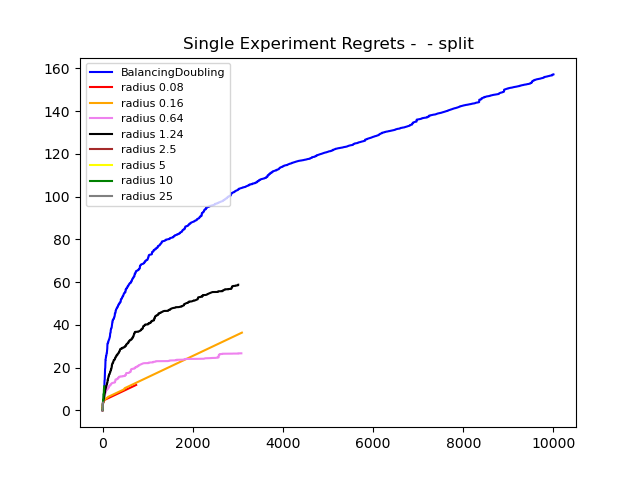 Single Experiment Regrets -  - split
BalancingDoubling
radius 0.08
radius 0.16
radius 0.64
radius 1.24
radius 2.5
radius 5
radius 10
radius 25
160
140
120
100
80
60
40
20
0
0 2000 4000 6000 8000 10000